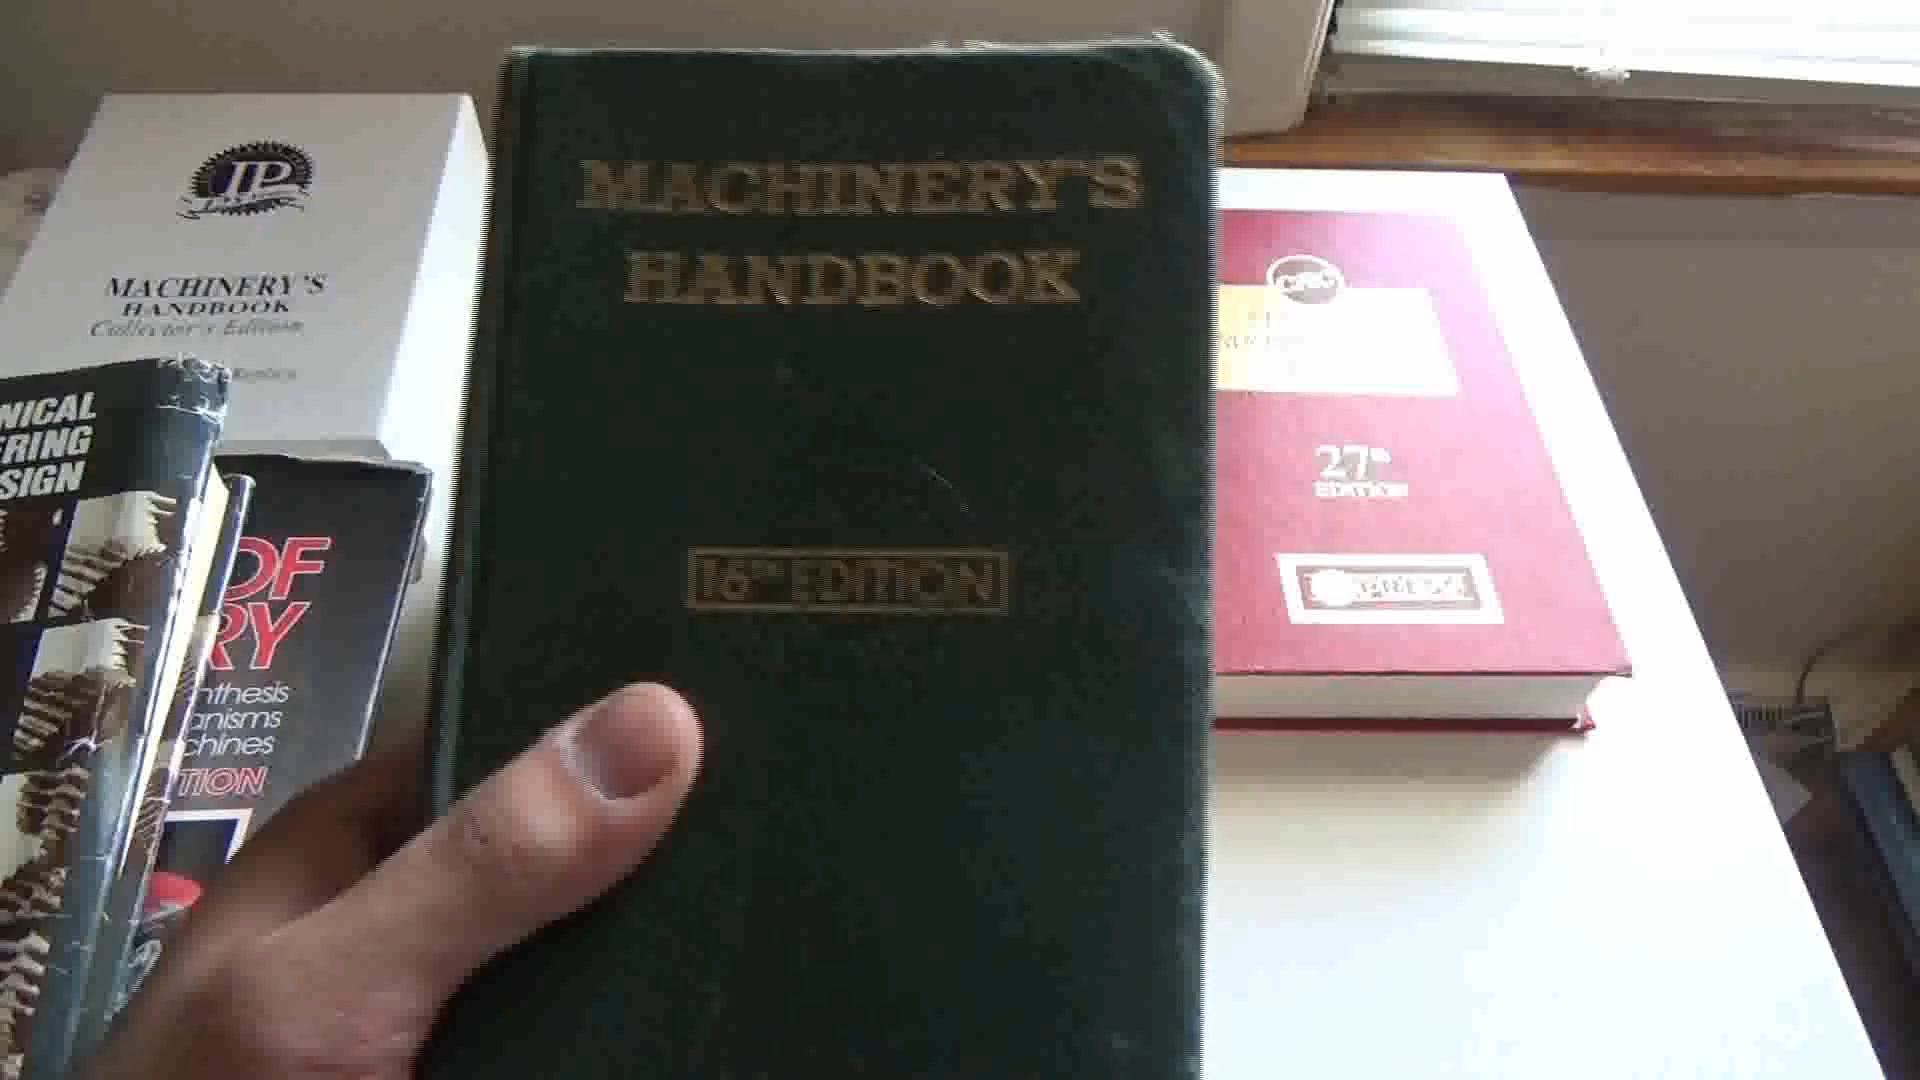 MACHINERY'S
HANDBOOK
16TH EDITION
IP
MACHINERY'S
HANDBOOK
Collector's Edition
NICAL
ERING
SIGN
OF
RY
nthesis
anisms
chines
TION
CRC
27th
EDITION